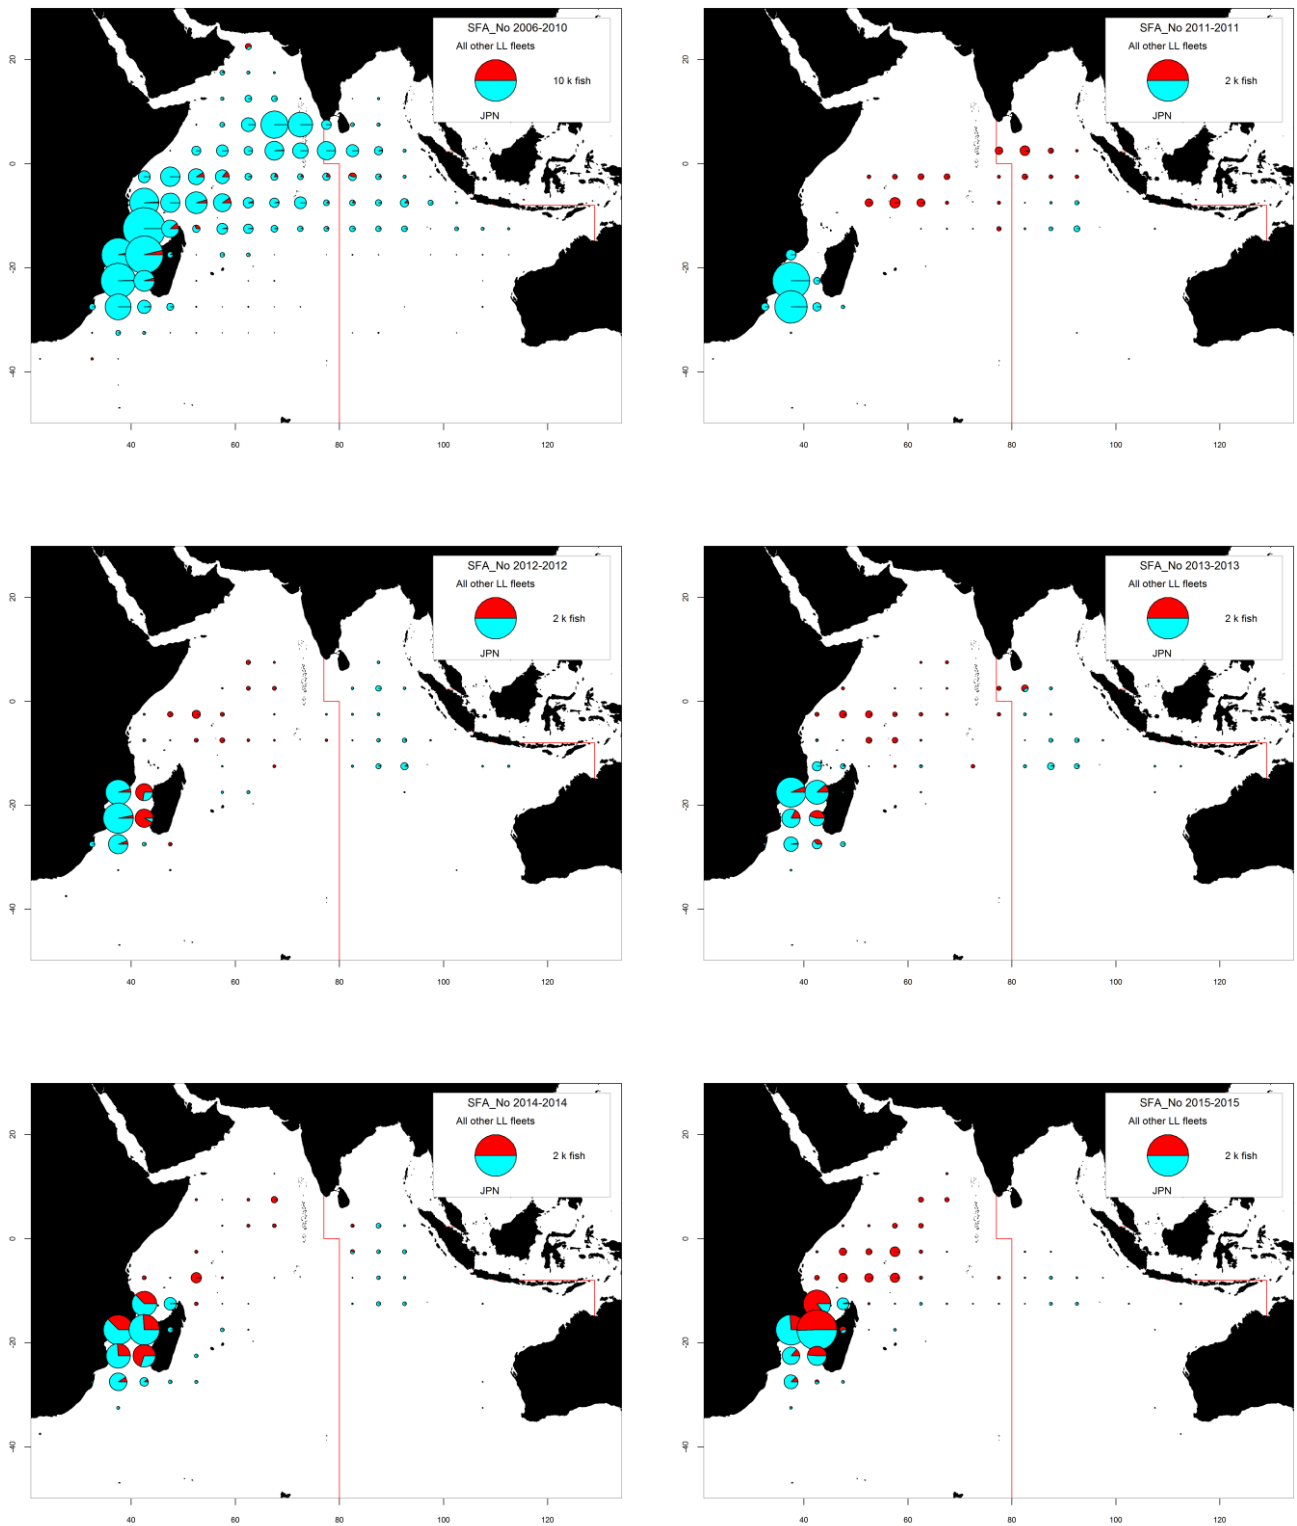 SFA_No 2006-2010
All other LL fleets
10 k fish
JPN
20
0
-20
-40
40
60
80
100
120
SFA_No 2011-2011
All other LL fleets
2 k fish
JPN
20
0
-20
-40
40
60
80
100
120
SFA_No 2012-2012
All other LL fleets
2 k fish
JPN
20
0
-20
-40
40
60
80
100
120
SFA_No 2013-2013
All other LL fleets
2 k fish
JPN
20
0
-20
-40
40
60
80
100
120
SFA_No 2014-2014
All other LL fleets
2 k fish
JPN
20
0
-20
-40
40
60
80
100
120
SFA_No 2015-2015
All other LL fleets
2 k fish
JPN
20
0
-20
-40
40
60
80
100
120